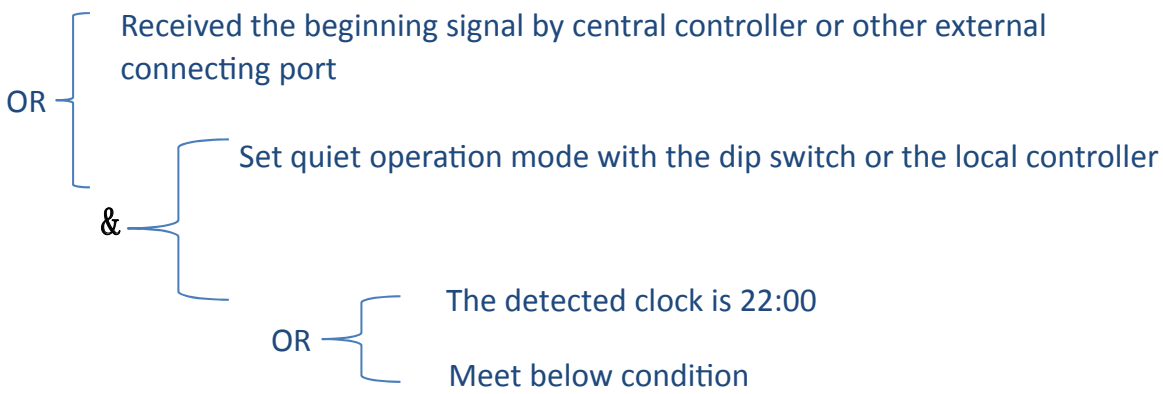 Received the beginning signal by central controller or other external
connecting port
OR
Set quiet operation mode with the dip switch or the local controller
&
The detected clock is 22:00
OR
Meet below condition